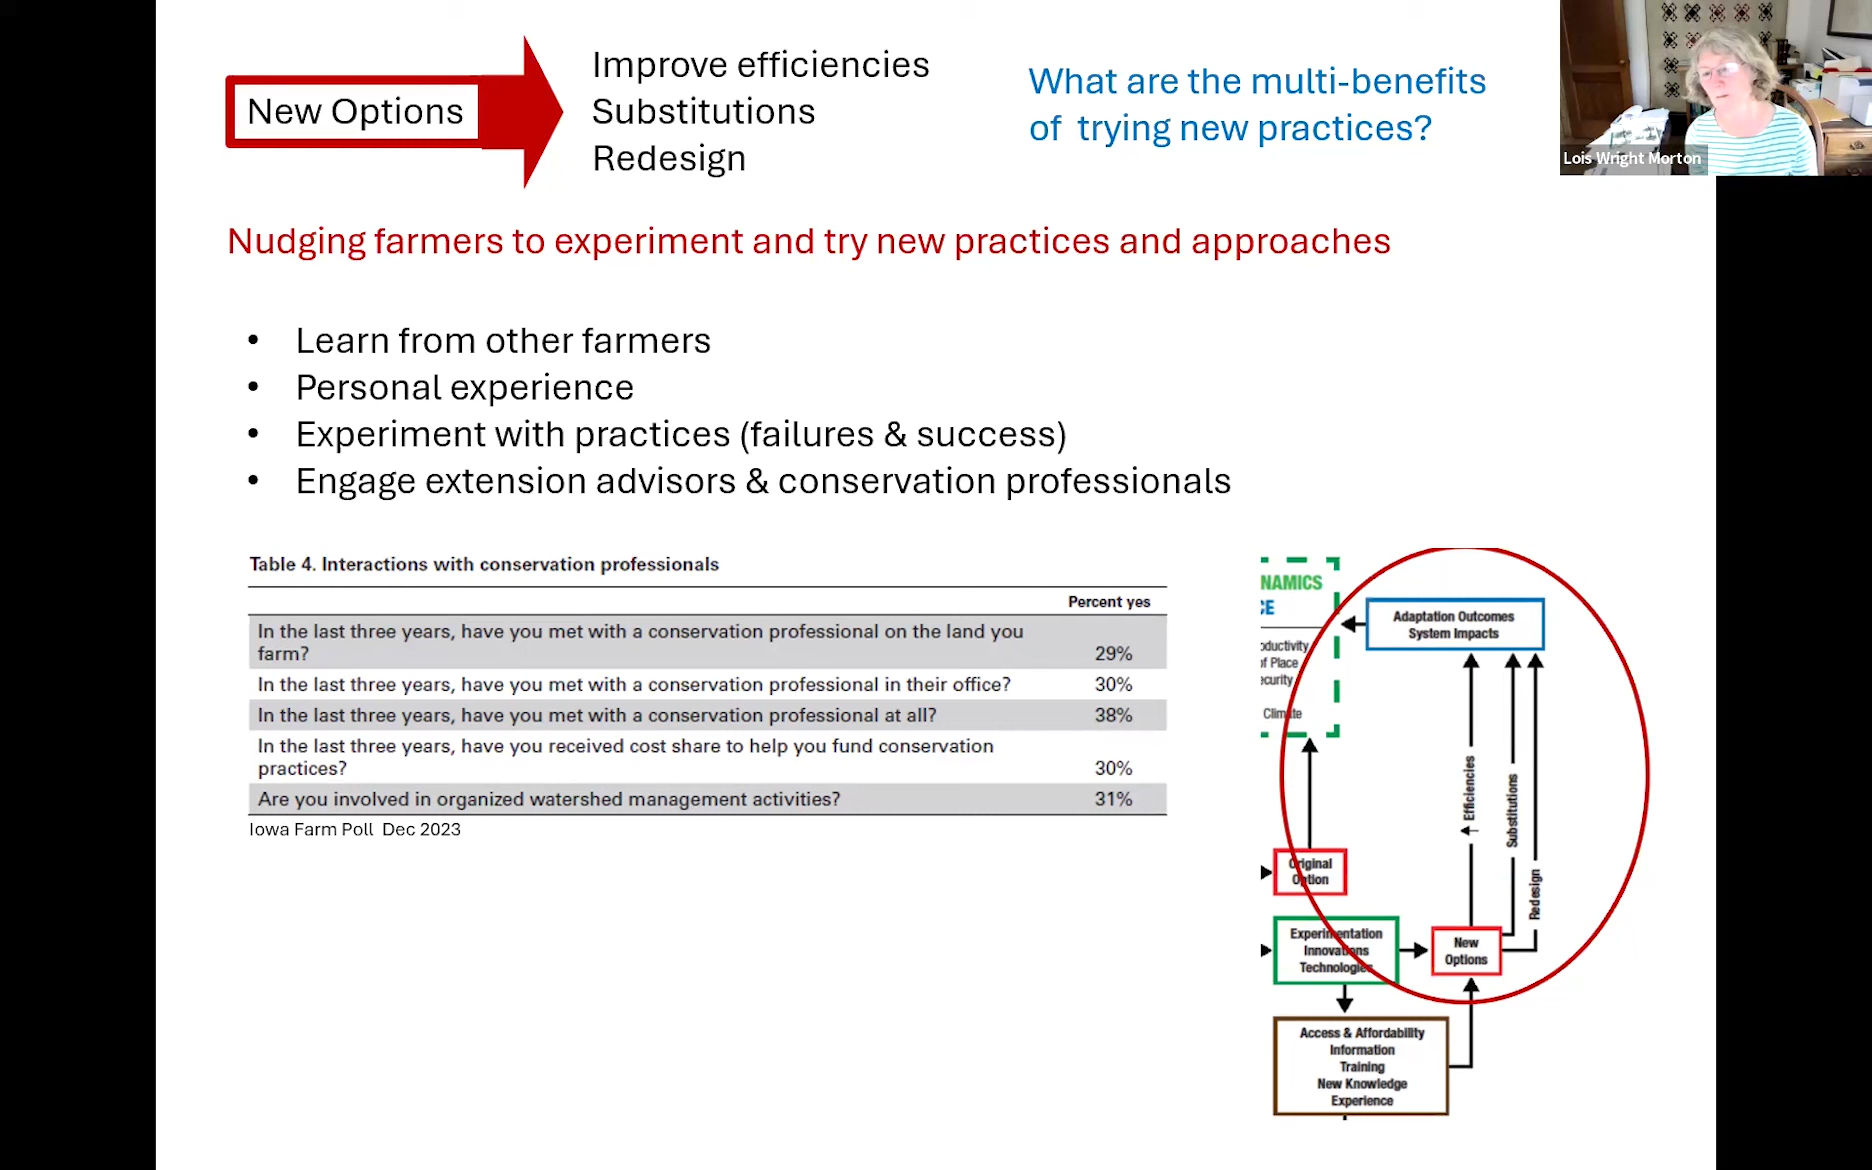 New Options
Improve efficiencies
Substitutions
Redesign
What are the multi-benefits
of trying new practices?
Lois Wright Morton
Nudging farmers to experiment and try new practices and approaches
• Learn from other farmers
• Personal experience
• Experiment with practices (failures & success)
• Engage extension advisors & conservation professionals
Table 4. Interactions with conservation professionals
Percent yes
In the last three years, have you met with a conservation professional on the land you
farm? 29%
In the last three years, have you met with a conservation professional in their office? 30%
In the last three years, have you met with a conservation professional at all? 38%
In the last three years, have you received cost share to help you fund conservation
practices? 30%
Are you involved in organized watershed management activities? 31%
Iowa Farm Poll Dec 2023
NAMICS
CE
oductivity
of Place
ecurity
Climate
Adaptation Outcomes
System Impacts
Efficiencies
Substitutions
Redesign
Original
Option
Experimentation
Innovations
Technologies
New
Options
Access & Affordability
Information
Training
New Knowledge
Experience